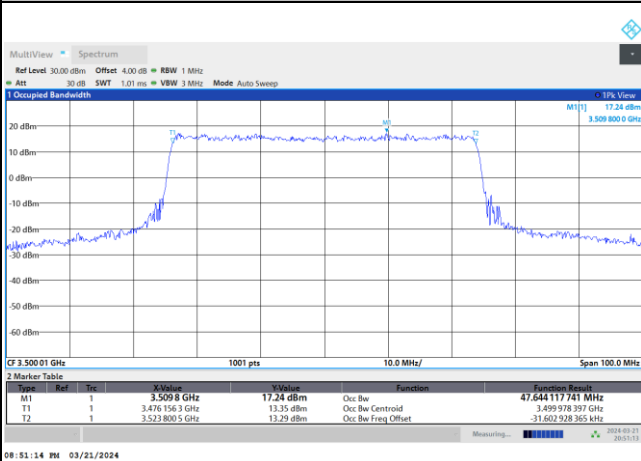 MultiView Spectrum
Ref Level 30.00 dBm Offset 4.00 dB RBW 1 MHz
Att 30 dB SWT 1.01 ms VBW 3 MHz Mode Auto Sweep
1 Occupied Bandwidth 1Pk View
M1[1] 17.24 dBm
3.509 800 0 GHz
M1
T1 T2
20 dBm
10 dBm
0 dBm
-10 dBm
-20 dBm
-30 dBm
-40 dBm
-50 dBm
-60 dBm
CF 3.500 01 GHz 1001 pts 10.0 MHz/ Span 100.0 MHz
2 Marker Table
Type Ref Trc X-Value Y-Value Function Function Result
M1 1 3.509 8 GHz 17.24 dBm Occ Bw 47.644 117 741 MHz
T1 1 3.476 156 3 GHz 13.35 dBm Occ Bw Centroid 3.499 978 397 GHz
T2 1 3.523 800 5 GHz 13.29 dBm Occ Bw Freq Offset -31.602 928 365 kHz
Measuring... 2024-03-21
20:51:13
08:51:14 PM 03/21/2024